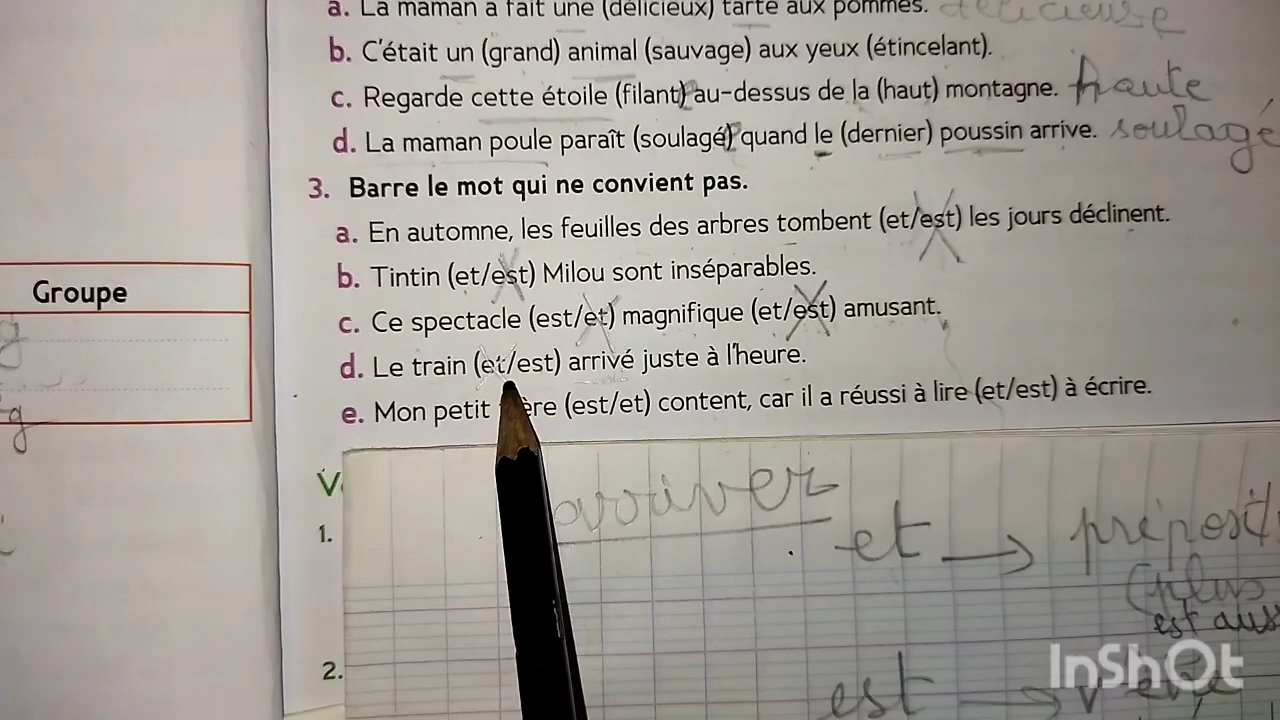 a. La maman a fait une (délicieux) tarte aux pommes. délicieuse
b. C'était un (grand) animal (sauvage) aux yeux (étincelant).
c. Regarde cette étoile (filant) au-dessus de la (haut) montagne. haute
d. La maman poule paraît (soulagé) quand le (dernier) poussin arrive. soulagé
3. Barre le mot qui ne convient pas.
a. En automne, les feuilles des arbres tombent (et/est) les jours déclinent.
b. Tintin (et/est) Milou sont inséparables.
Groupe
c. Ce spectacle (est/et) magnifique (et/est) amusant.
d. Le train (et/est) arrivé juste à l'heure.
e. Mon petit (est/et) content, car il a réussi à lire (et/est) à écrire.
V
1. arriver
et → préposit
(plus
est aus
2. est →
InShOt